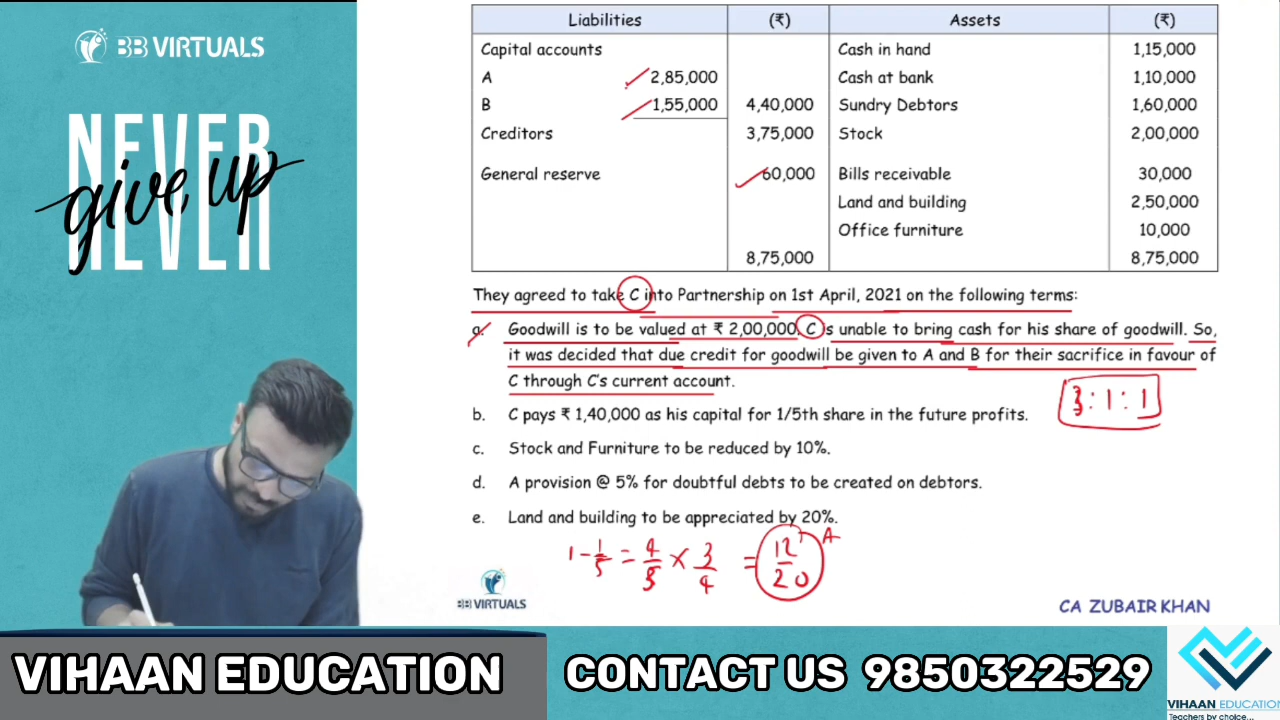 BB VIRTUALS
NEVER
give up
NEVER
Liabilities (₹) Assets (₹)
Capital accounts Cash in hand 1,15,000
A 2,85,000 Cash at bank 1,10,000
B 1,55,000 4,40,000 Sundry Debtors 1,60,000
Creditors 3,75,000 Stock 2,00,000
General reserve 60,000 Bills receivable 30,000
Land and building 2,50,000
Office furniture 10,000
8,75,000 8,75,000
They agreed to take C into Partnership on 1st April, 2021 on the following terms:
a. Goodwill is to be valued at ₹ 2,00,000. C is unable to bring cash for his share of goodwill. So,
it was decided that due credit for goodwill be given to A and B for their sacrifice in favour of
C through C's current account.
3 : 1 : 1
b. C pays ₹ 1,40,000 as his capital for 1/5th share in the future profits.
c. Stock and Furniture to be reduced by 10%.
d. A provision @ 5% for doubtful debts to be created on debtors.
e. Land and building to be appreciated by 20%.
1 - 1/5 = 4/5 × 3/4 = 12/20 A
BB VIRTUALS
CA ZUBAIR KHAN
VIHAAN EDUCATION CONTACT US 9850322529
VIHAAN EDUCATION
Teachers by choice...